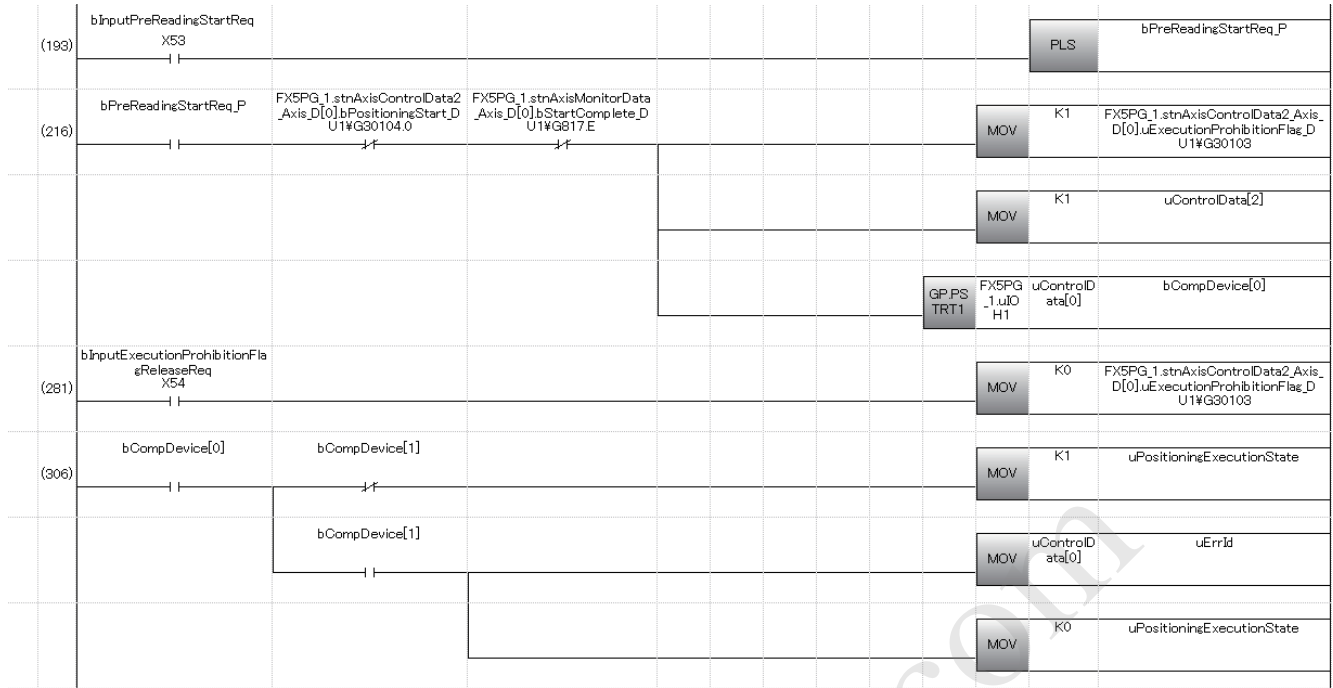 bInputPreReadingStartReq
X53
(193)
PLS
bPreReadingStartReq_P
bPreReadingStartReq_P
FX5PG_1.stnAxisControlData2
_Axis_D[0].bPositioningStart_D
U1¥G30104.0
FX5PG_1.stnAxisMonitorData
_Axis_D[0].bStartComplete_D
U1¥G817.E
(216)
MOV
K1
FX5PG_1.stnAxisControlData2_Axis_
D[0].uExecutionProhibitionFlag_D
U1¥G30103
MOV
K1
uControlData[2]
GP.PS
TRT1
FX5PG
_1.uIO
H1
uControlD
ata[0]
bCompDevice[0]
bInputExecutionProhibitionFla
gReleaseReq
X54
(281)
MOV
K0
FX5PG_1.stnAxisControlData2_Axis_
D[0].uExecutionProhibitionFlag_D
U1¥G30103
bCompDevice[0]
bCompDevice[1]
(306)
MOV
K1
uPositioningExecutionState
bCompDevice[1]
MOV
uControlD
ata[0]
uErrId
MOV
K0
uPositioningExecutionState
com